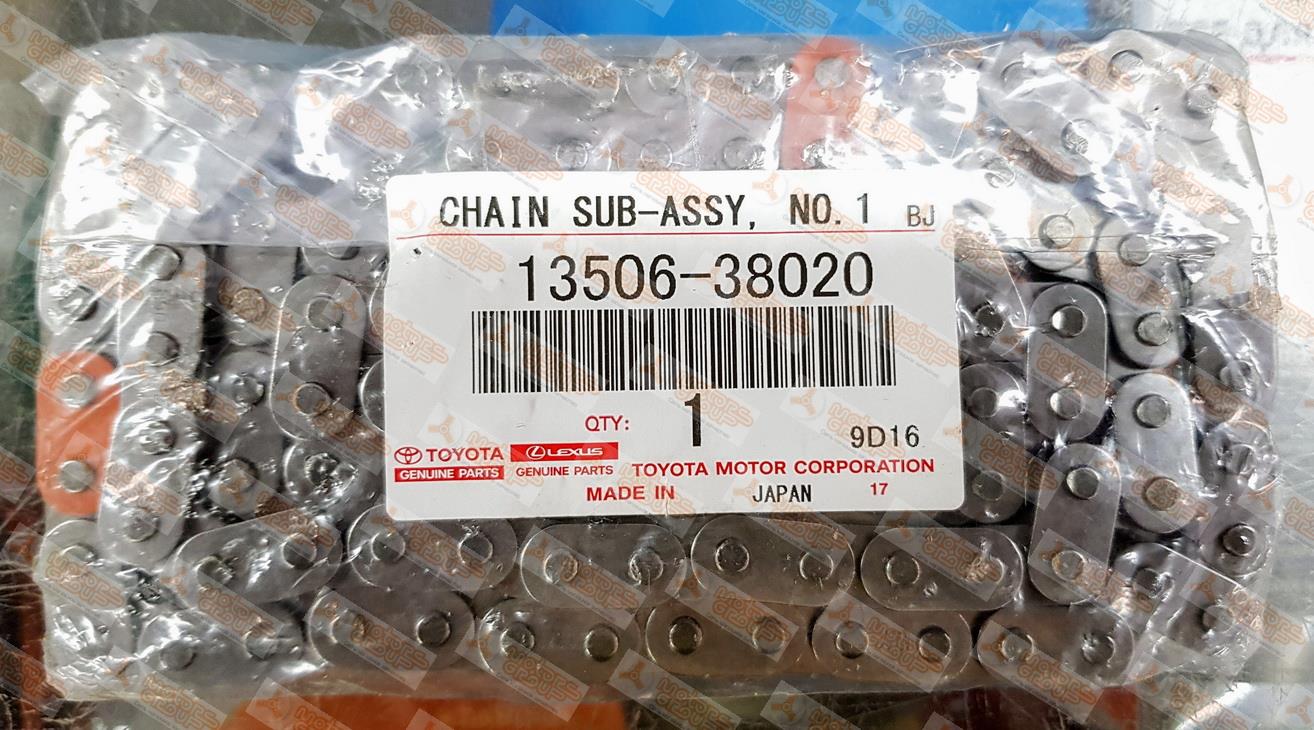 CHAIN SUB-ASSY, NO. 1 BJ
13506-38020
QTY: 1
9D16
TOYOTA LEXUS
GENUINE PARTS GENUINE PARTS TOYOTA MOTOR CORPORATION
MADE IN JAPAN 17